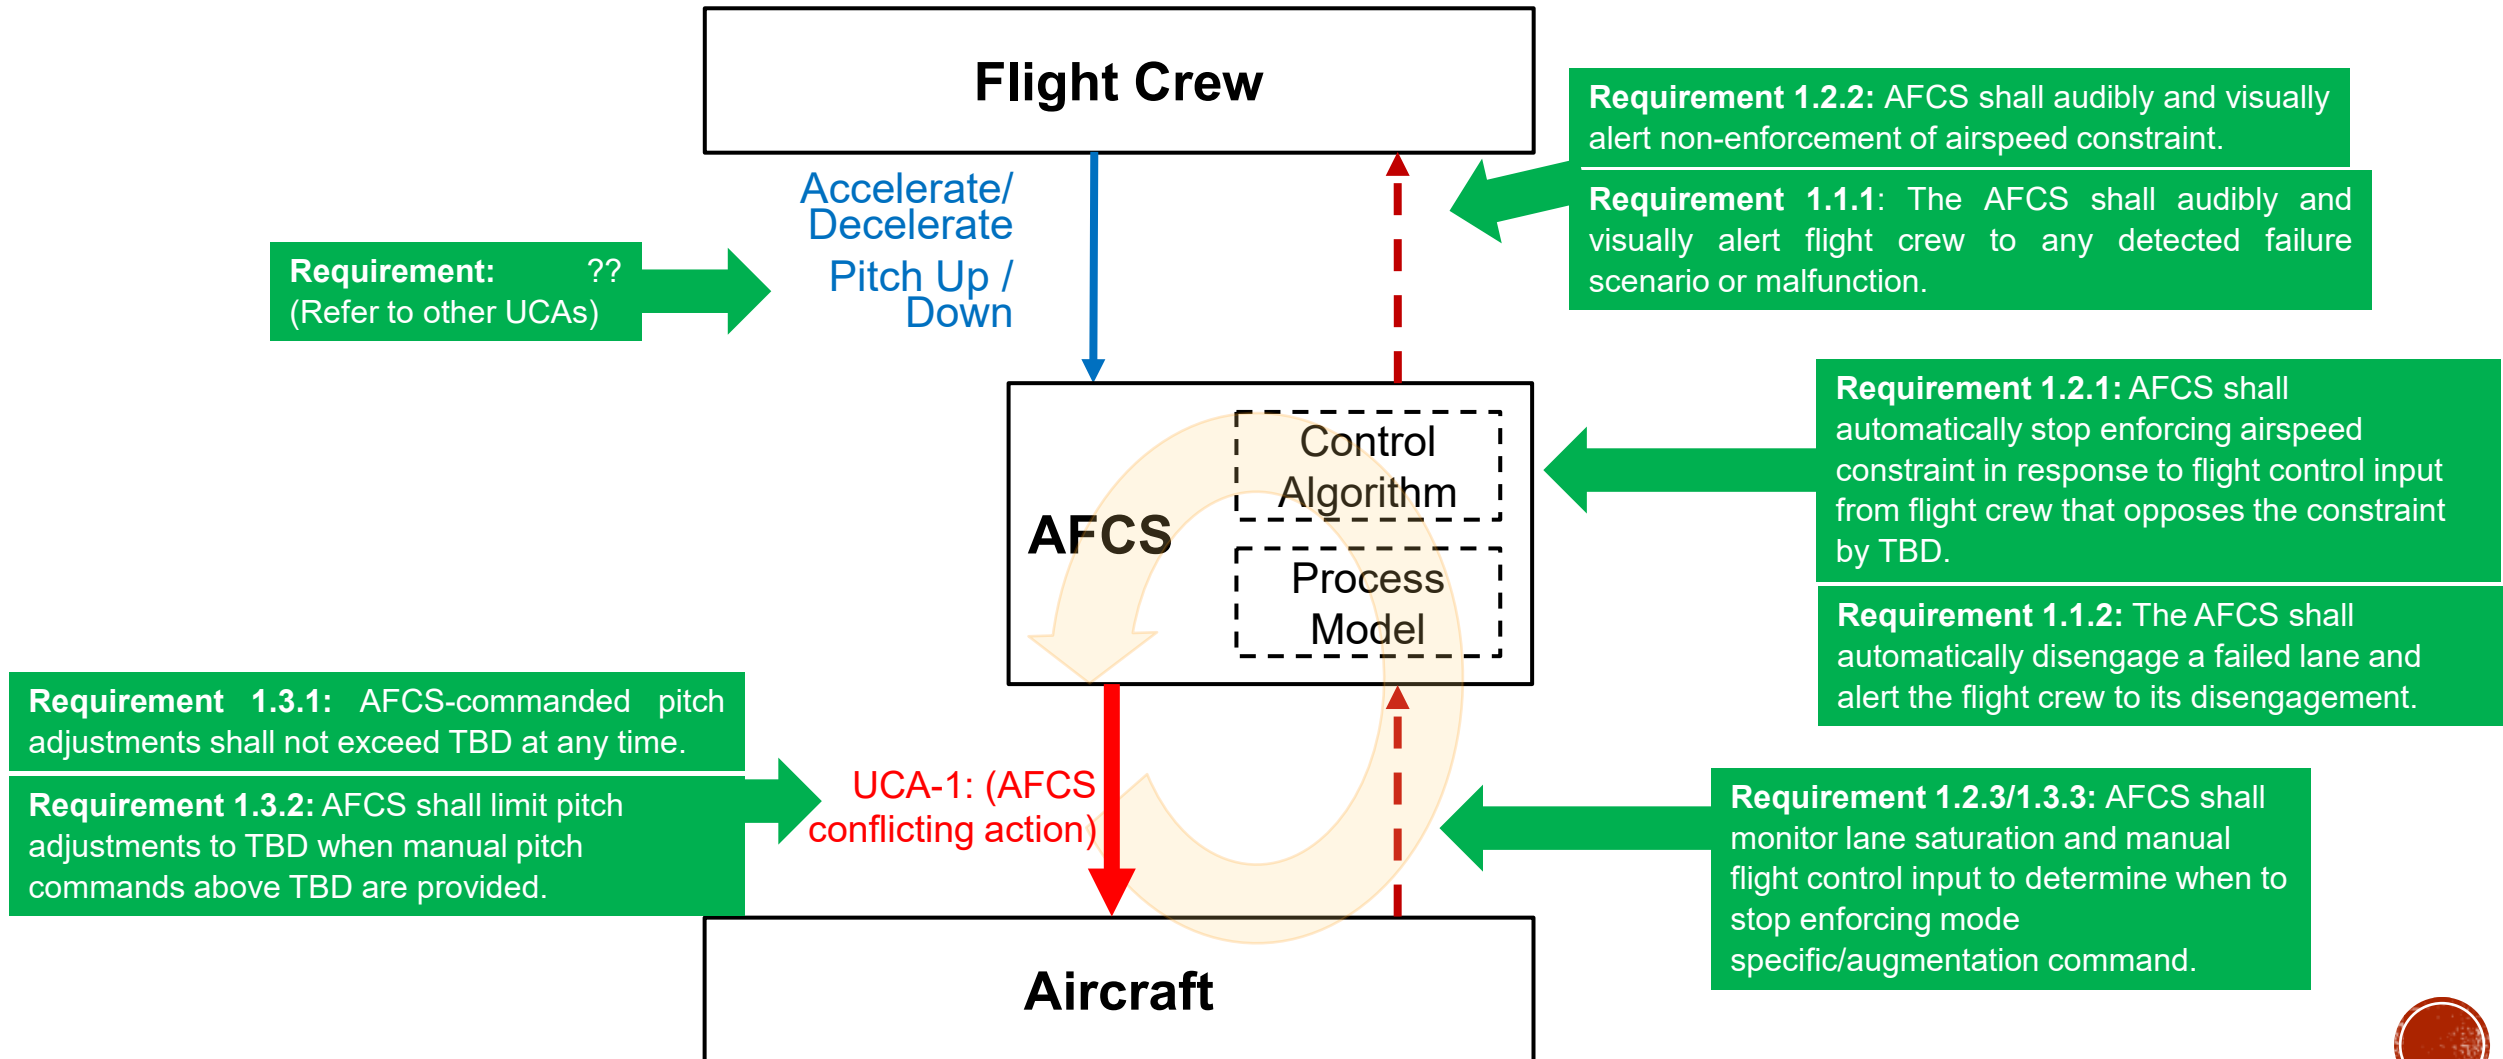 Flight Crew
Requirement 1.2.2: AFCS shall audibly and visually
alert non-enforcement of airspeed constraint.
Requirement 1.1.1: The AFCS shall audibly and
visually alert flight crew to any detected failure
scenario or malfunction.
Accelerate/
Decelerate
Pitch Up /
Down
Requirement: ??
(Refer to other UCAs)
AFCS
Control
Algorithm
Process
Model
Requirement 1.2.1: AFCS shall
automatically stop enforcing airspeed
constraint in response to flight control input
from flight crew that opposes the constraint
by TBD.
Requirement 1.1.2: The AFCS shall
automatically disengage a failed lane and
alert the flight crew to its disengagement.
Requirement 1.3.1: AFCS-commanded pitch
adjustments shall not exceed TBD at any time.
Requirement 1.3.2: AFCS shall limit pitch
adjustments to TBD when manual pitch
commands above TBD are provided.
UCA-1: (AFCS
conflicting action)
Requirement 1.2.3/1.3.3: AFCS shall
monitor lane saturation and manual
flight control input to determine when to
stop enforcing mode
specific/augmentation command.
Aircraft